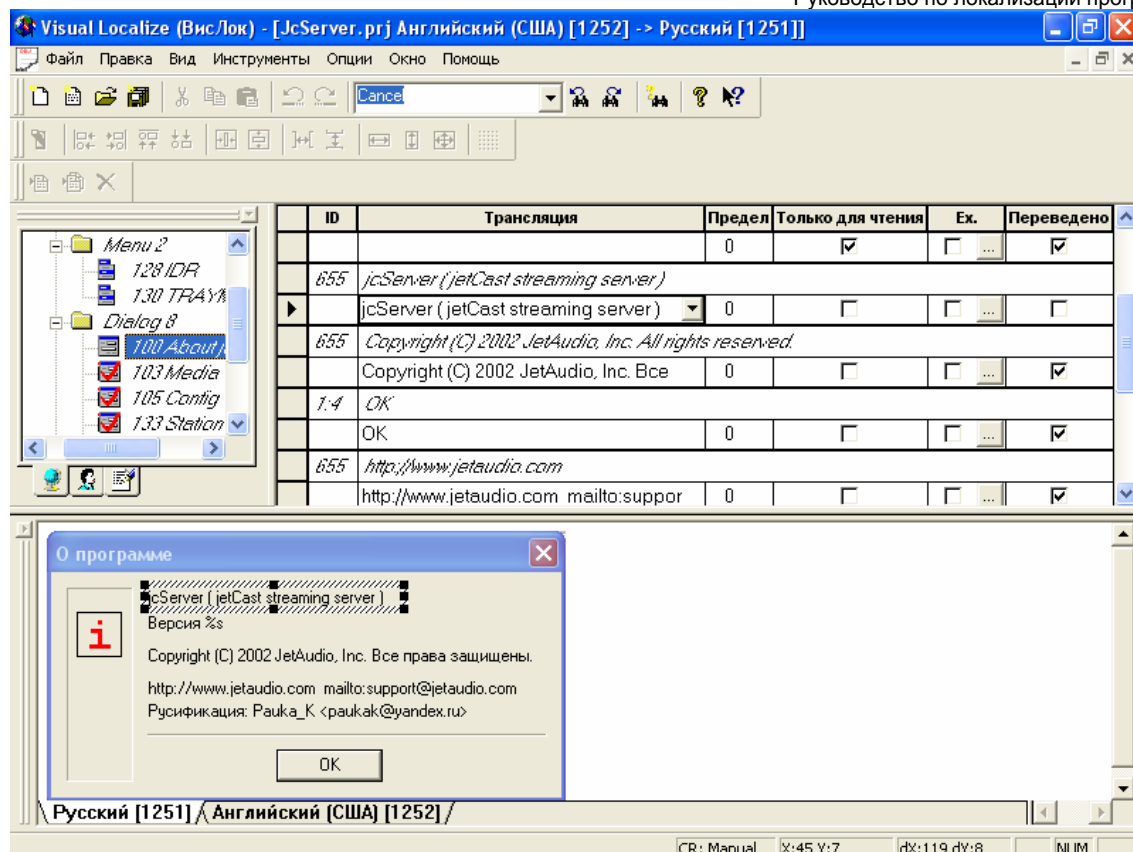 Руководство по локализации прогр
Visual Localize (ВисЛок) - [JcServer.prj Английский (США) [1252] -> Русский [1251]]
Файл Правка Вид Инструменты Опции Окно Помощь
Cancel
ID Трансляция Предел Только для чтения Ex. Переведено
Menu 2
128 IDR
130 TRAYM
Dialog 8
100 About j
103 Media
105 Config
133 Station
0 ...
655 jcServer ( jetCast streaming server )
jcServer ( jetCast streaming server ) 0 ...
655 Copyright (C) 2002 JetAudio, Inc. All rights reserved.
Copyright (C) 2002 JetAudio, Inc. Все 0 ...
1:4 OK
OK 0 ...
655 http://www.jetaudio.com
http://www.jetaudio.com mailto:suppor 0 ...
О программе
jcServer ( jetCast streaming server )
Версия %s
Copyright (C) 2002 JetAudio, Inc. Все права защищены.
http://www.jetaudio.com mailto:support@jetaudio.com
Русификация: Pauka_K <paukak@yandex.ru>
OK
Русский [1251] Английский (США) [1252]
CR: Manual X:45 Y:7 dX:119 dY:8 NUM